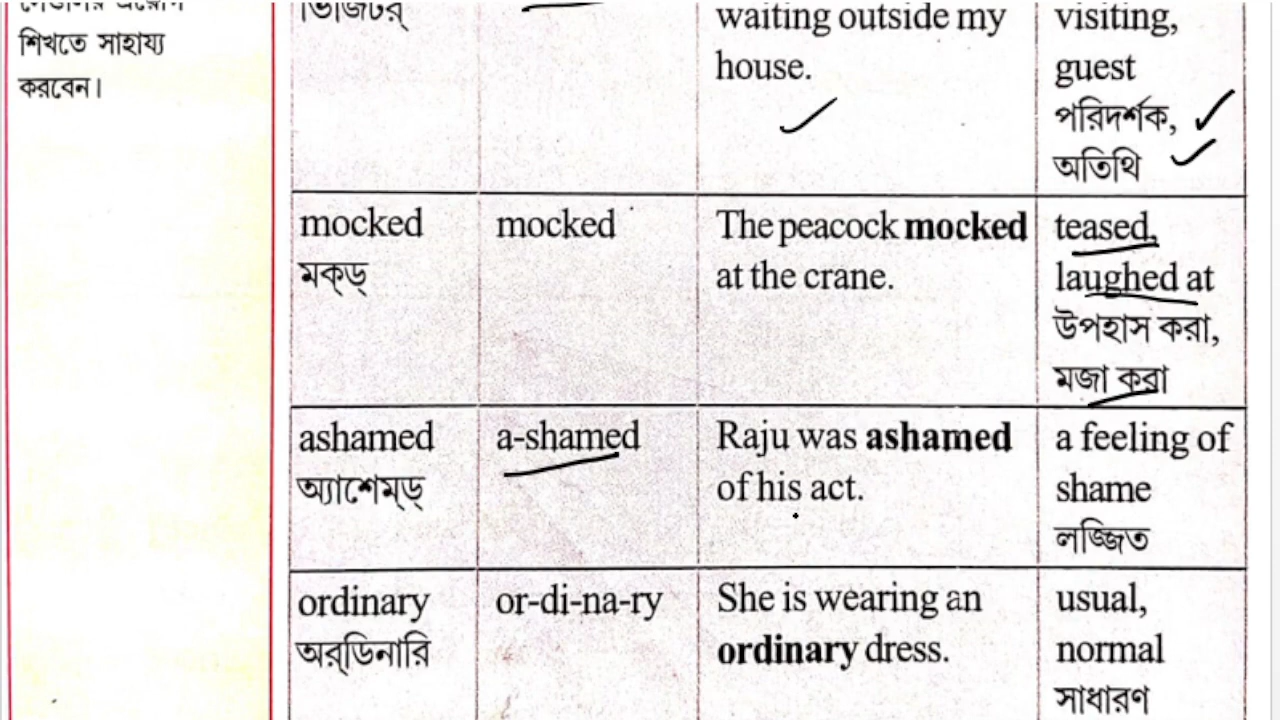 শিখতে সাহায্য
করবেন।
ভিজিটর্
waiting outside my
house.
visiting,
guest
পরিদর্শক,
অতিথি
mocked
মক্ড্
mocked
The peacock mocked
at the crane.
teased,
laughed at
উপহাস করা,
মজা করা
ashamed
অ্যাশেম্ড্
a-shamed
Raju was ashamed
of his act.
a feeling of
shame
লজ্জিত
ordinary
অর্ডিনারি
or-di-na-ry
She is wearing an
ordinary dress.
usual,
normal
সাধারণ